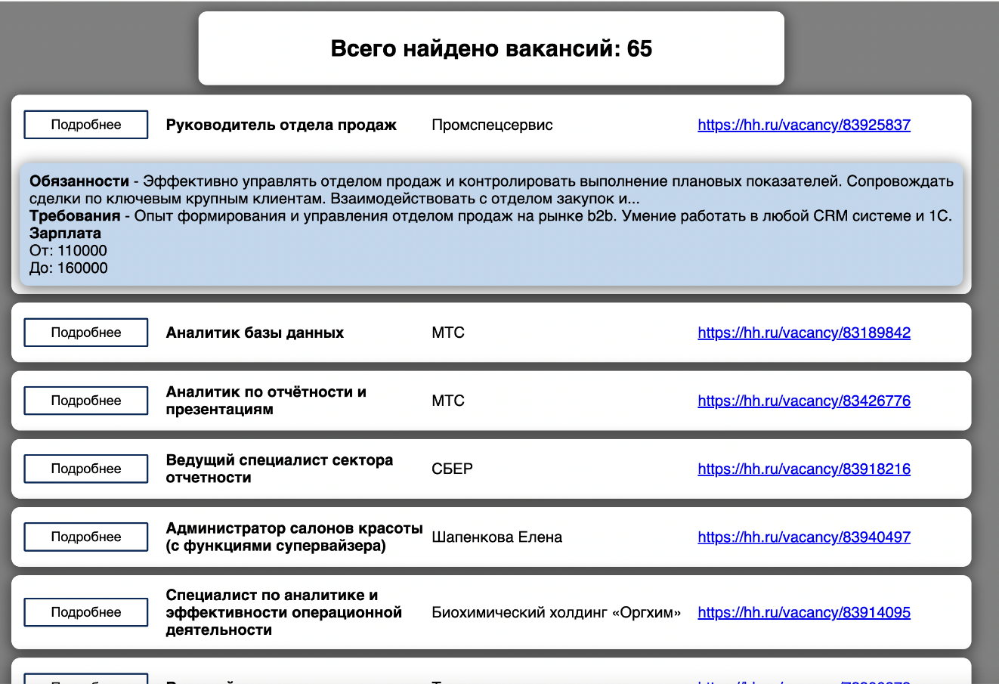 Всего найдено вакансий: 65
Подробнее Руководитель отдела продаж Промспецсервис https://hh.ru/vacancy/83925837
Обязанности - Эффективно управлять отделом продаж и контролировать выполнение плановых показателей. Сопровождать
сделки по ключевым крупным клиентам. Взаимодействовать с отделом закупок и...
Требования - Опыт формирования и управления отделом продаж на рынке b2b. Умение работать в любой CRM системе и 1С.
Зарплата
От: 110000
До: 160000
Подробнее Аналитик базы данных МТС https://hh.ru/vacancy/83189842
Подробнее Аналитик по отчётности и
презентациям МТС https://hh.ru/vacancy/83426776
Подробнее Ведущий специалист сектора
отчетности СБЕР https://hh.ru/vacancy/83918216
Подробнее Администратор салонов красоты
(с функциями супервайзера) Шапенкова Елена https://hh.ru/vacancy/83940497
Подробнее Специалист по аналитике и
эффективности операционной
деятельности Биохимический холдинг «Оргхим» https://hh.ru/vacancy/83914095